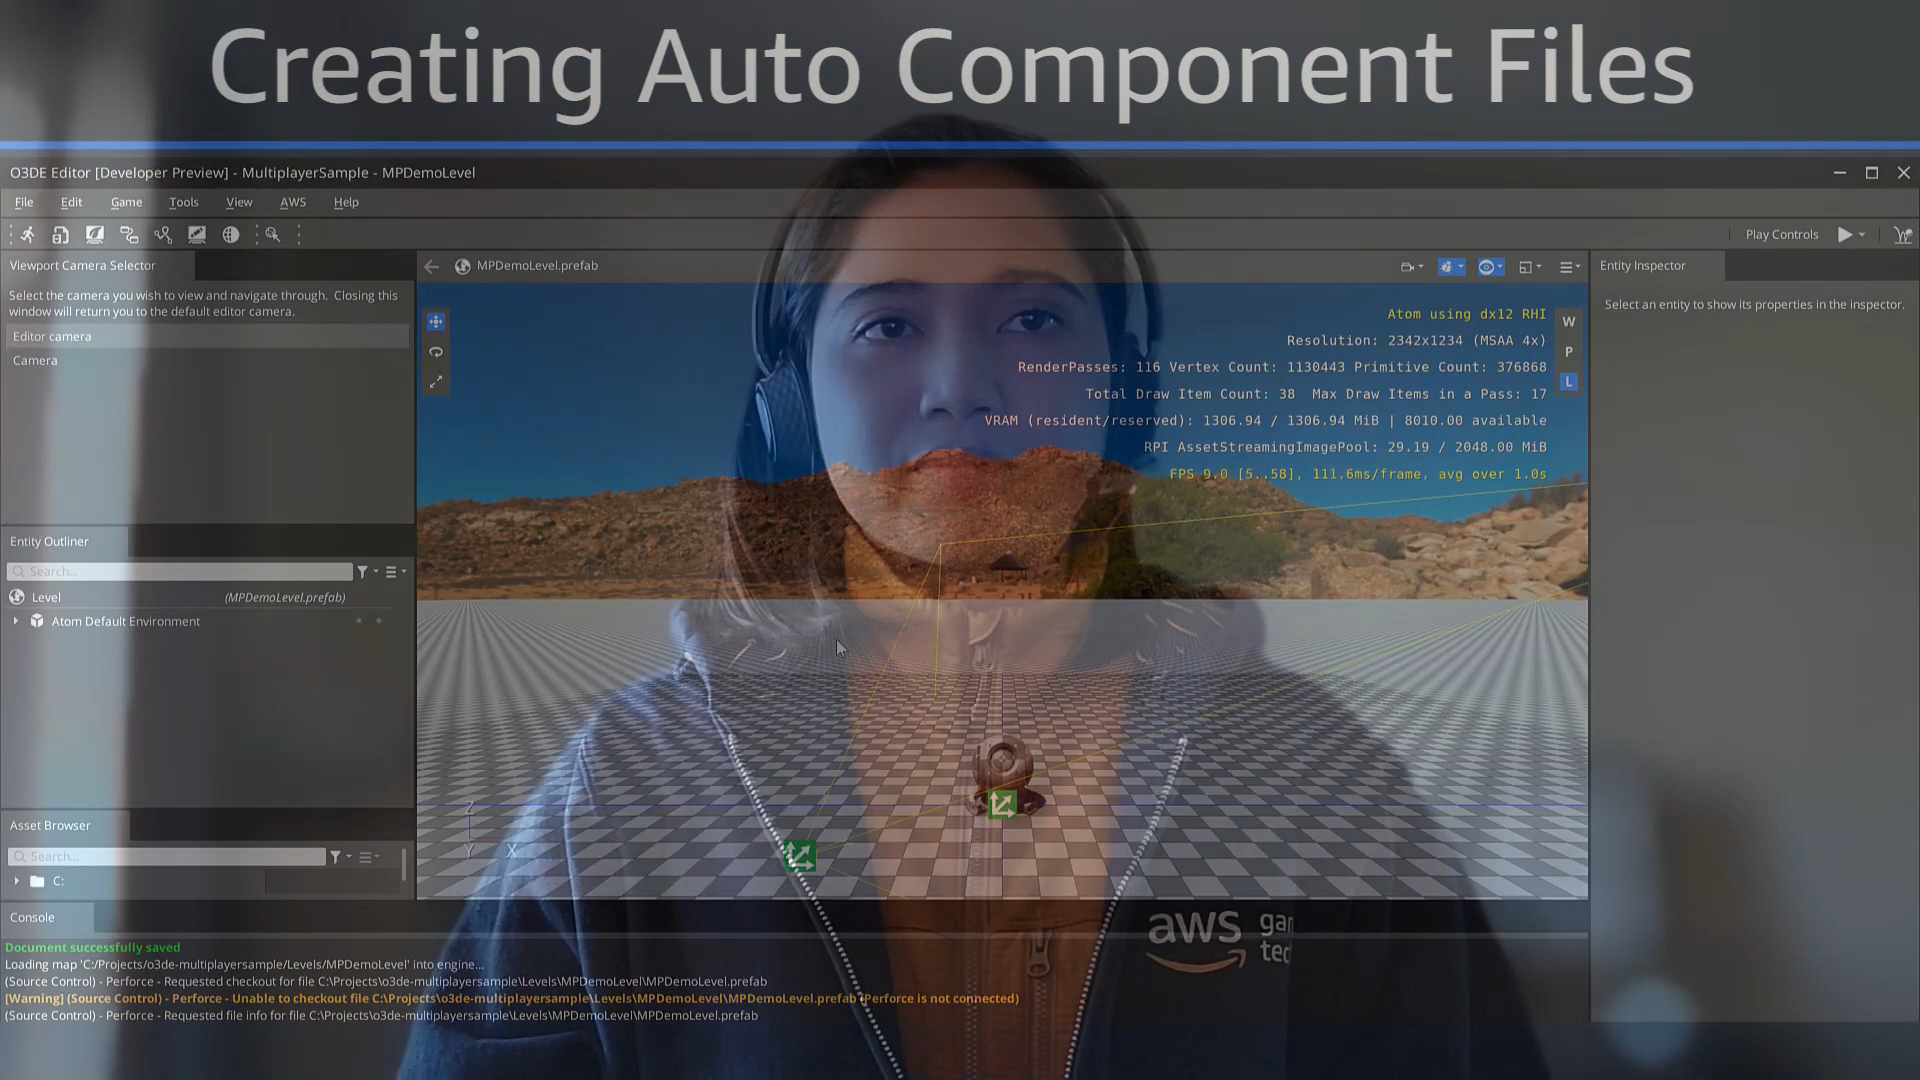 Creating Auto Component Files
O3DE Editor [Developer Preview] - MultiplayerSample - MPDemoLevel
File Edit Game Tools View AWS Help
Play Controls
Viewport Camera Selector
Select the camera you wish to view and navigate through. Closing this
window will return you to the default editor camera.
Editor camera
Camera
MPDemoLevel.prefab
Atom using dx12 RHI
Resolution: 2342x1234 (MSAA 4x)
RenderPasses: 116 Vertex Count: 1130443 Primitive Count: 376868
Total Draw Item Count: 38 Max Draw Items in a Pass: 17
VRAM (resident/reserved): 1306.94 / 1306.94 MiB | 8010.00 available
RPI AssetStreamingImagePool: 29.19 / 2048.00 MiB
FPS 9.0 [5..58], 111.6ms/frame, avg over 1.0s
W
P
L
Z
Y X
Entity Inspector
Select an entity to show its properties in the inspector.
Entity Outliner
Search...
Level (MPDemoLevel.prefab)
Atom Default Environment
Asset Browser
Search...
C:
Console
Document successfully saved
Loading map 'C:/Projects/o3de-multiplayersample/Levels/MPDemoLevel' into engine...
(Source Control) - Perforce - Requested checkout for file C:\Projects\o3de-multiplayersample\Levels\MPDemoLevel\MPDemoLevel.prefab
[Warning] (Source Control) - Perforce - Unable to checkout file C:\Projects\o3de-multiplayersample\Levels\MPDemoLevel\MPDemoLevel.prefab (Perforce is not connected)
(Source Control) - Perforce - Requested file info for file C:\Projects\o3de-multiplayersample\Levels\MPDemoLevel\MPDemoLevel.prefab
aws